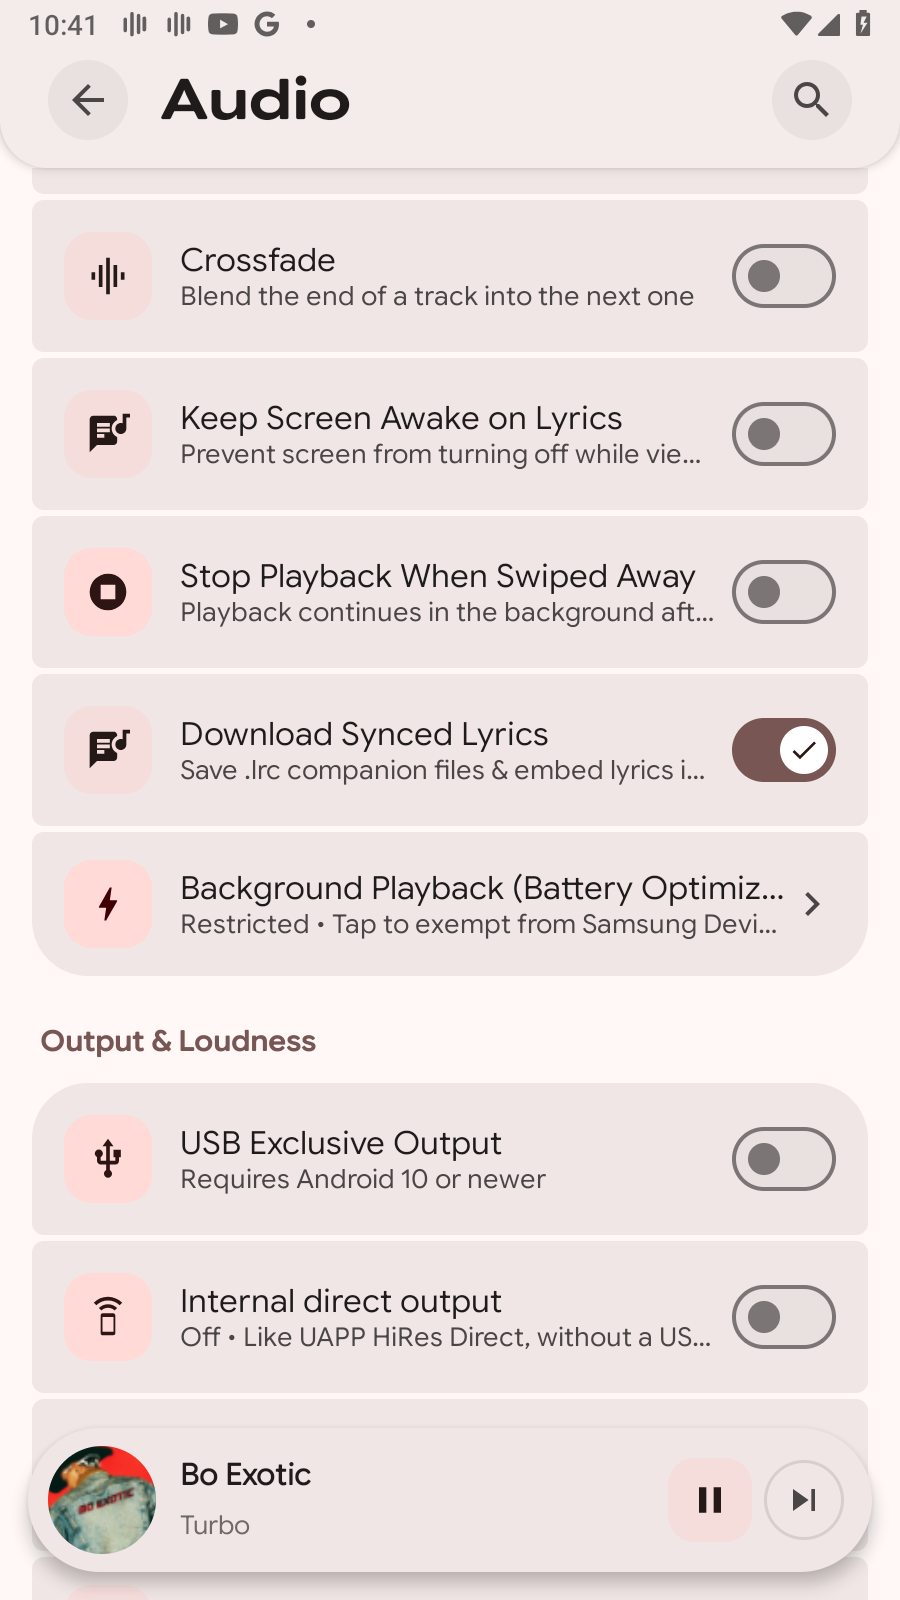 10:41
Audio
Crossfade
Blend the end of a track into the next one
Keep Screen Awake on Lyrics
Prevent screen from turning off while vie...
Stop Playback When Swiped Away
Playback continues in the background aft...
Download Synced Lyrics
Save .lrc companion files & embed lyrics i...
Background Playback (Battery Optimiz...
Restricted • Tap to exempt from Samsung Devi...
Output & Loudness
USB Exclusive Output
Requires Android 10 or newer
Internal direct output
Off • Like UAPP HiRes Direct, without a US...
BO EXOTIC
Bo Exotic
Turbo